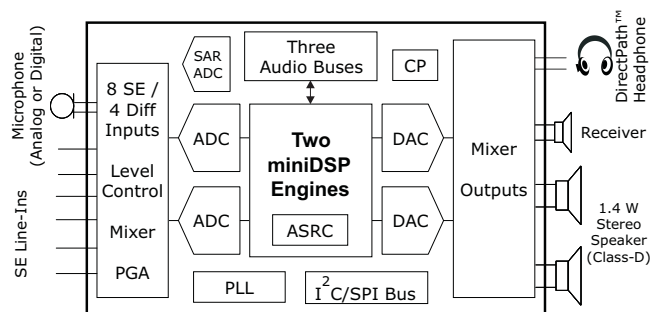 Microphone
(Analog or Digital)
SE Line-Ins
8 SE /
4 Diff
Inputs
Level
Control
Mixer
PGA
SAR
ADC
ADC
ADC
Three
Audio Buses
CP
Two
miniDSP
Engines
ASRC
DAC
DAC
PLL
I²C/SPI Bus
Mixer
Outputs
DirectPath™
Headphone
Receiver
1.4 W
Stereo
Speaker
(Class-D)